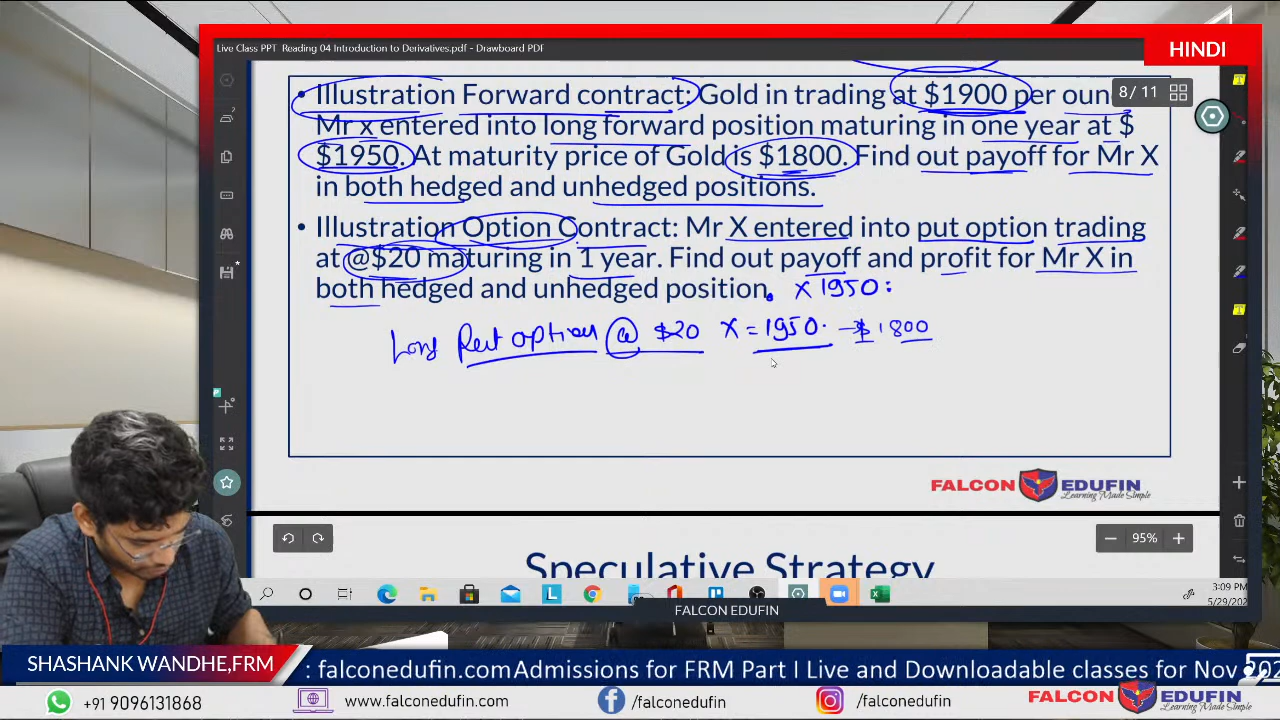 Live Class PPT Reading 04 Introduction to Derivatives.pdf - Drawboard PDF
HINDI
8 / 11
• Illustration Forward contract: Gold in trading at $1900 per oun
Mr x entered into long forward position maturing in one year at $
$1950. At maturity price of Gold is $1800. Find out payoff for Mr X
in both hedged and unhedged positions.
• Illustration Option Contract: Mr X entered into put option trading
at @$20 maturing in 1 year. Find out payoff and profit for Mr X in
both hedged and unhedged position. X 1950:
Long Put option @ $20 X = 1950. → $1800
FALCON EDUFIN
Learning Made Simple
95%
Speculative Strategy
3:09 PM
5/29/202
FALCON EDUFIN
SHASHANK WANDHE,FRM
: falconedufin.com Admissions for FRM Part I Live and Downloadable classes for Nov 202
+91 9096131868
www.falconedufin.com
/falconedufin
/falconedufin
FALCON EDUFIN
Learning Made Simple